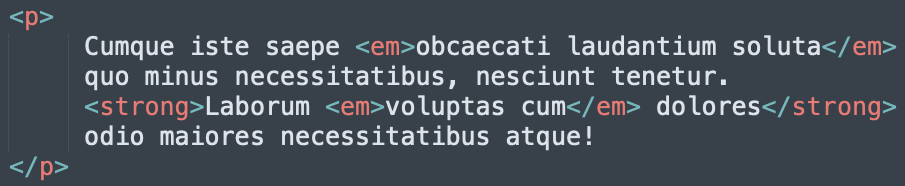 <p>
Cumque iste saepe <em>obcaecati laudantium soluta</em>
quo minus necessitatibus, nesciunt tenetur.
<strong>Laborum <em>voluptas cum</em> dolores</strong>
odio maiores necessitatibus atque!
</p>